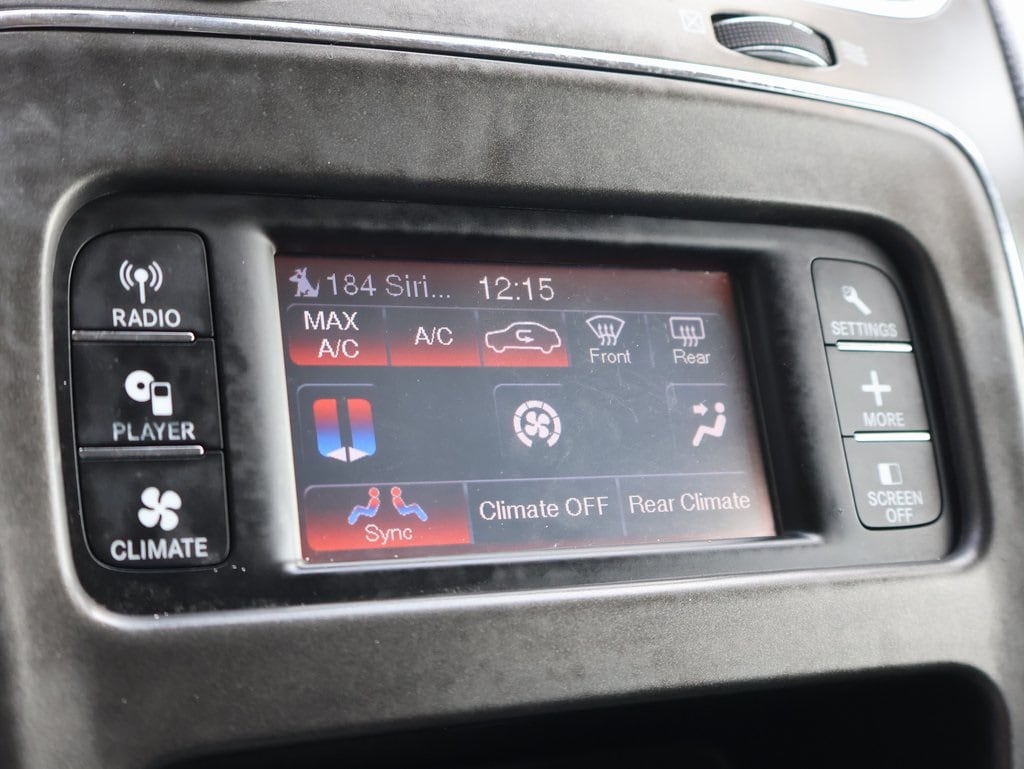 RADIO
PLAYER
CLIMATE
184 Siri... 12:15
MAX
A/C
A/C
Front
Rear
Sync
Climate OFF
Rear Climate
SETTINGS
MORE
SCREEN
OFF